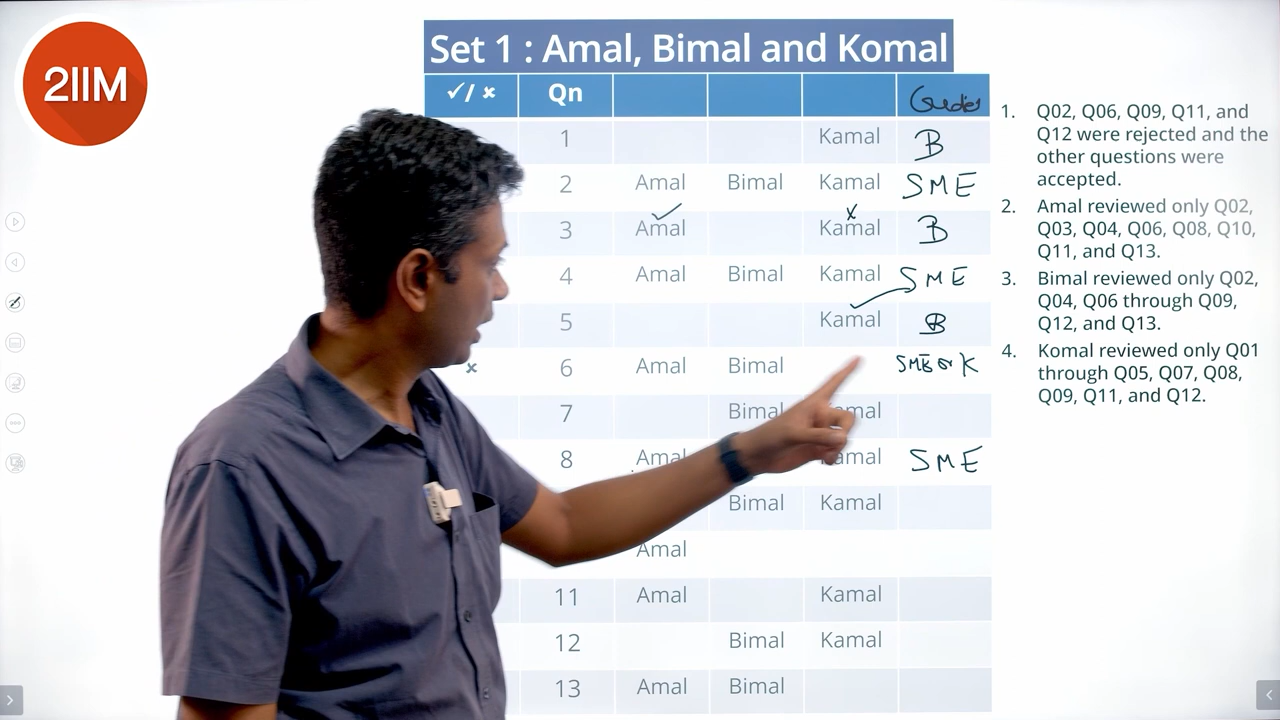 2IIM
Set 1 : Amal, Bimal and Komal
✓/ × Qn
1 Kamal B
2 Amal Bimal Kamal SME
✓ x
3 Amal Kamal B
4 Amal Bimal Kamal SME
✓
5 Kamal B
× 6 Amal Bimal SME or K
7 Bimal Kamal
8 Amal Kamal SME
Bimal Kamal
Amal
11 Amal Kamal
12 Bimal Kamal
13 Amal Bimal
1. Q02, Q06, Q09, Q11, and
Q12 were rejected and the
other questions were
accepted.
2. Amal reviewed only Q02,
Q03, Q04, Q06, Q08, Q10,
Q11, and Q13.
3. Bimal reviewed only Q02,
Q04, Q06 through Q09,
Q12, and Q13.
4. Komal reviewed only Q01
through Q05, Q07, Q08,
Q09, Q11, and Q12.